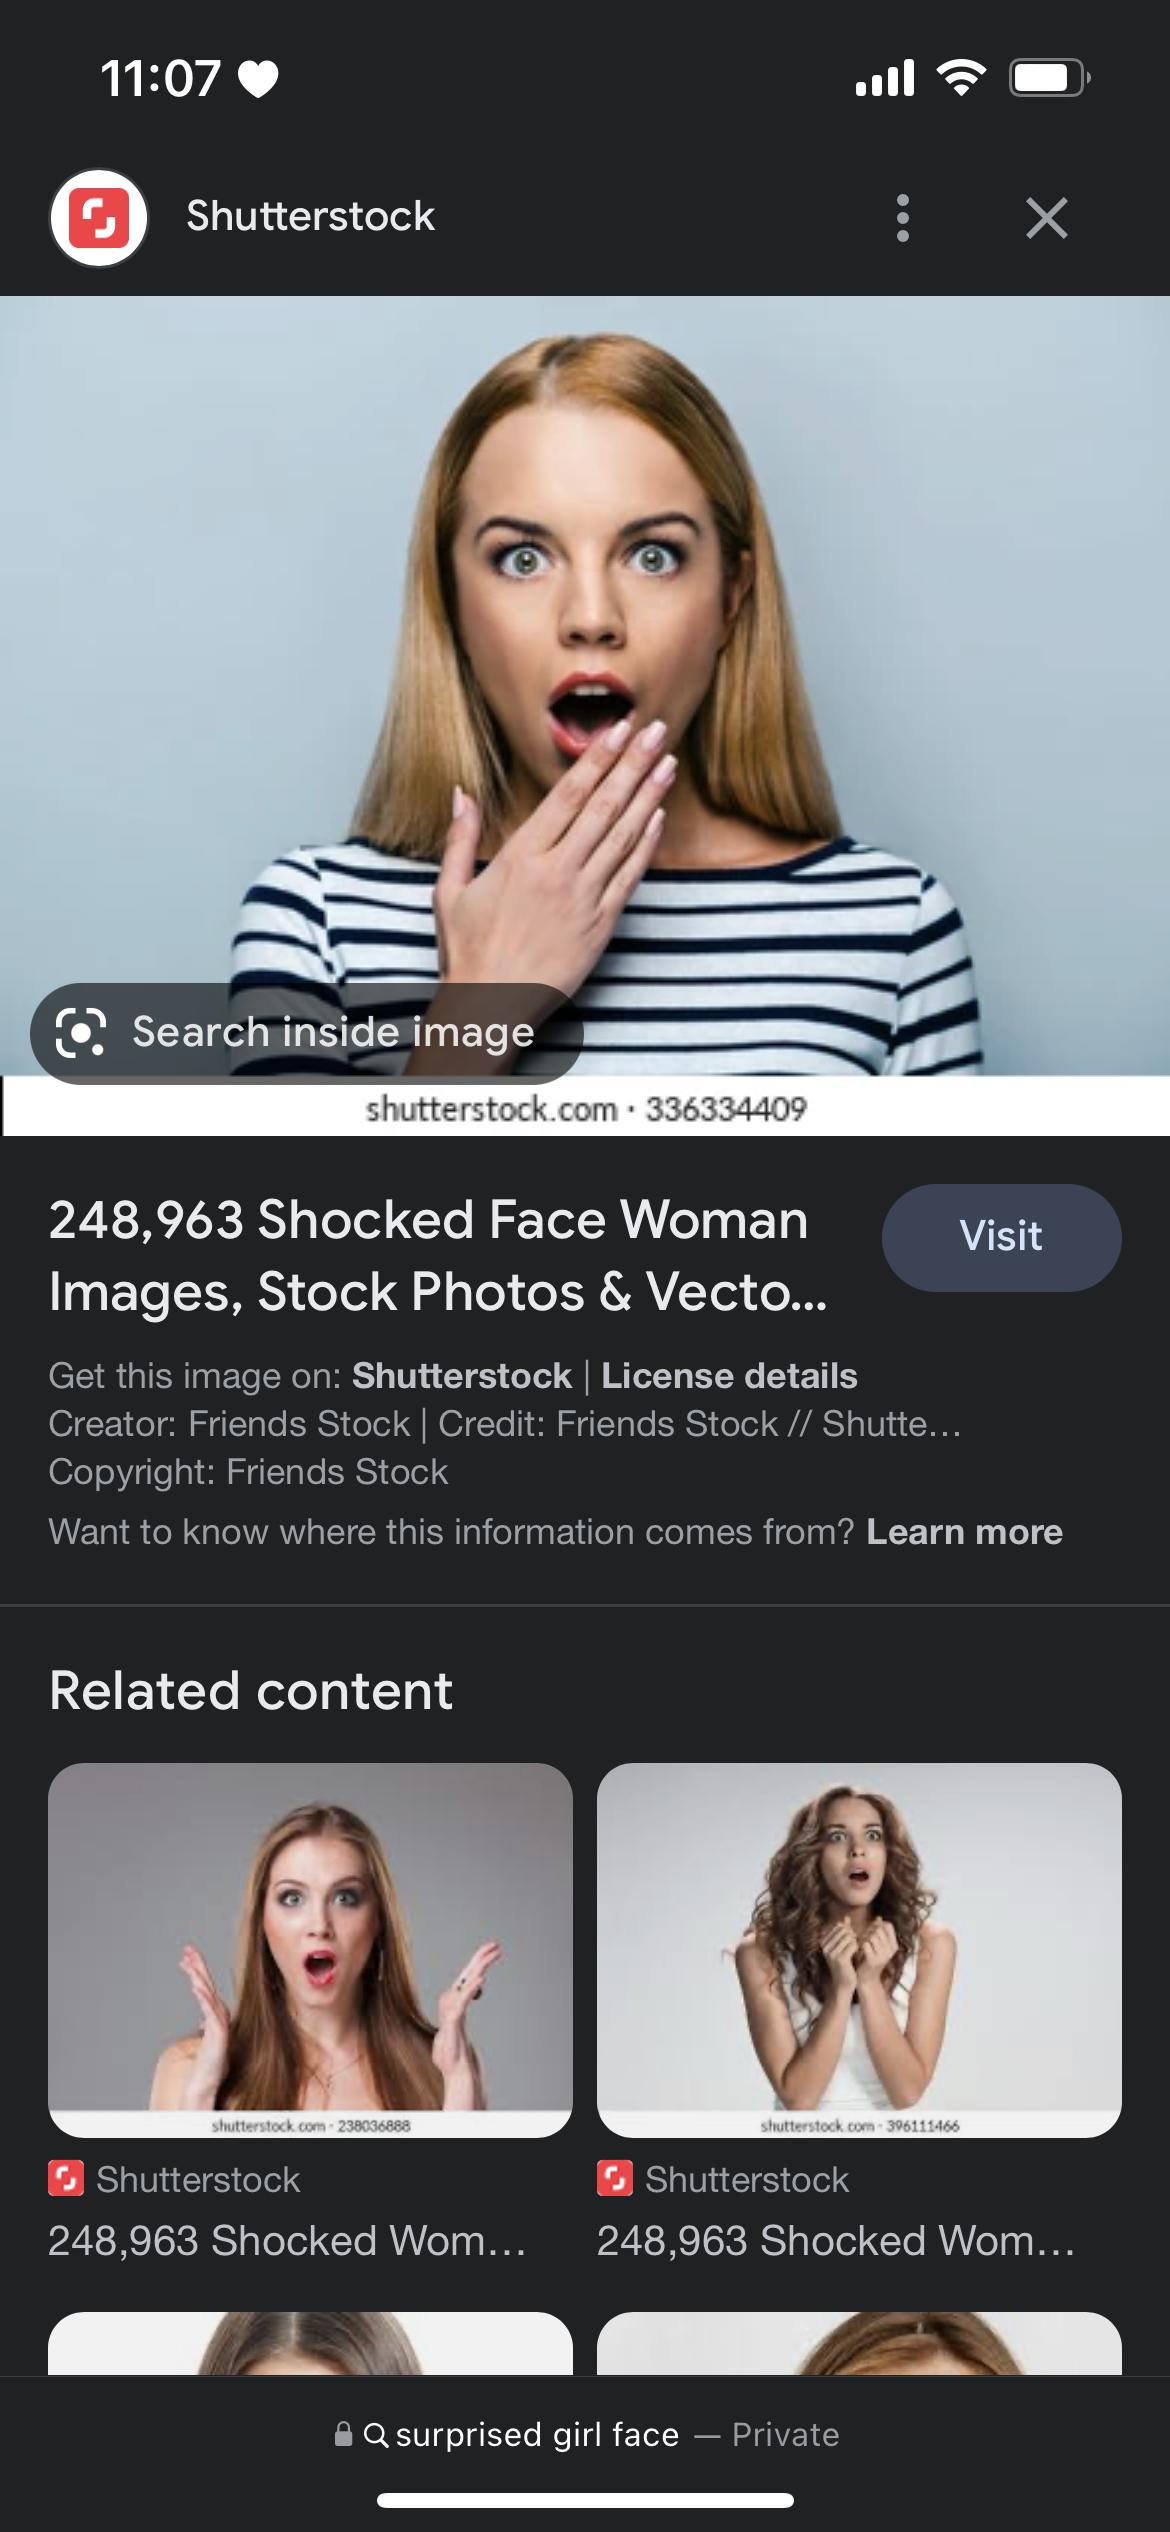 11:07
Shutterstock
Search inside image
shutterstock.com · 336334409
248,963 Shocked Face Woman
Images, Stock Photos & Vecto...
Visit
Get this image on: Shutterstock | License details
Creator: Friends Stock | Credit: Friends Stock // Shutte...
Copyright: Friends Stock
Want to know where this information comes from? Learn more
Related content
shutterstock.com · 238036888
shutterstock.com · 396111466
Shutterstock
Shutterstock
248,963 Shocked Wom...
248,963 Shocked Wom...
surprised girl face — Private